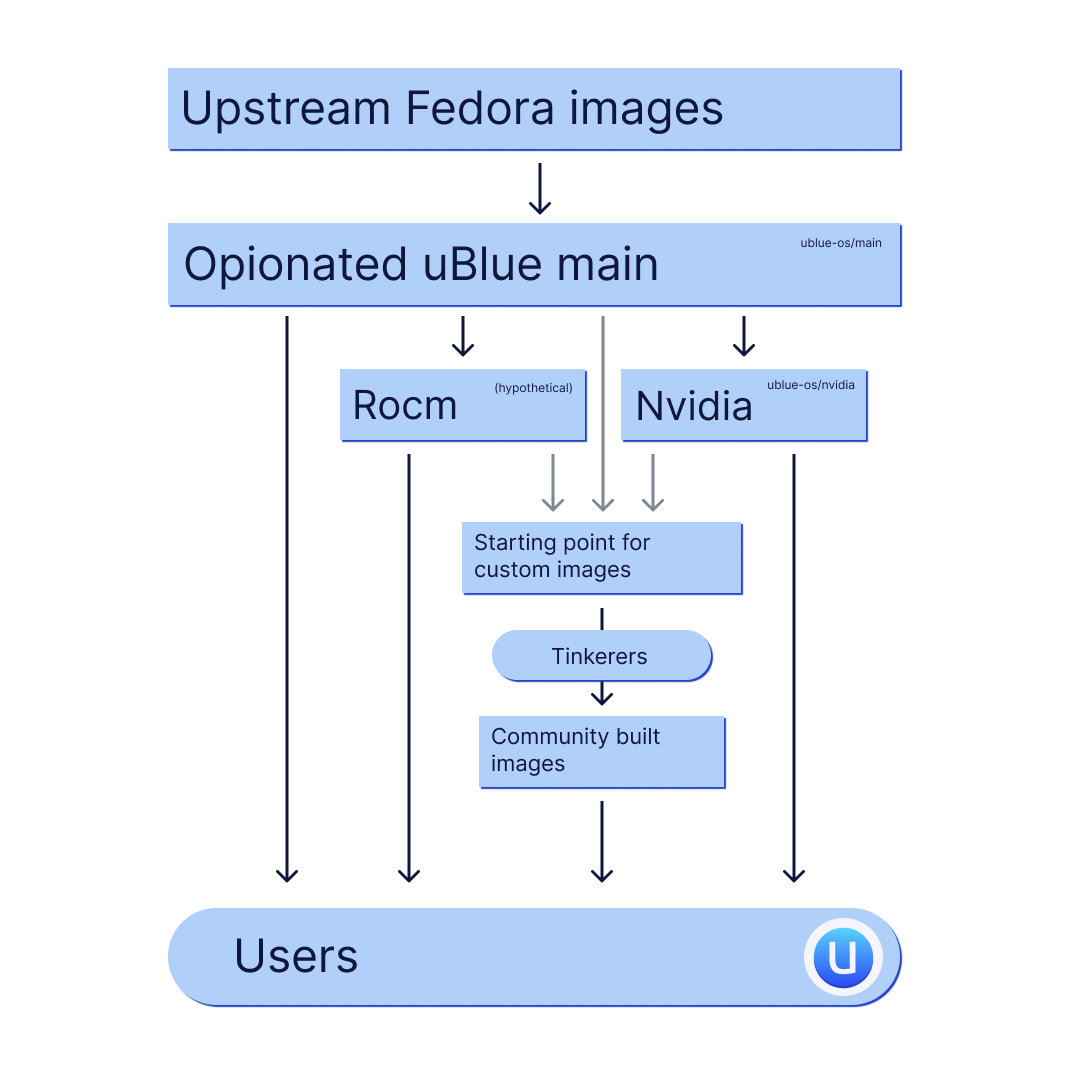 Upstream Fedora images
Opionated uBlue main
ublue-os/main
Rocm
(hypothetical)
Nvidia
ublue-os/nvidia
Starting point for
custom images
Tinkerers
Community built
images
Users
U